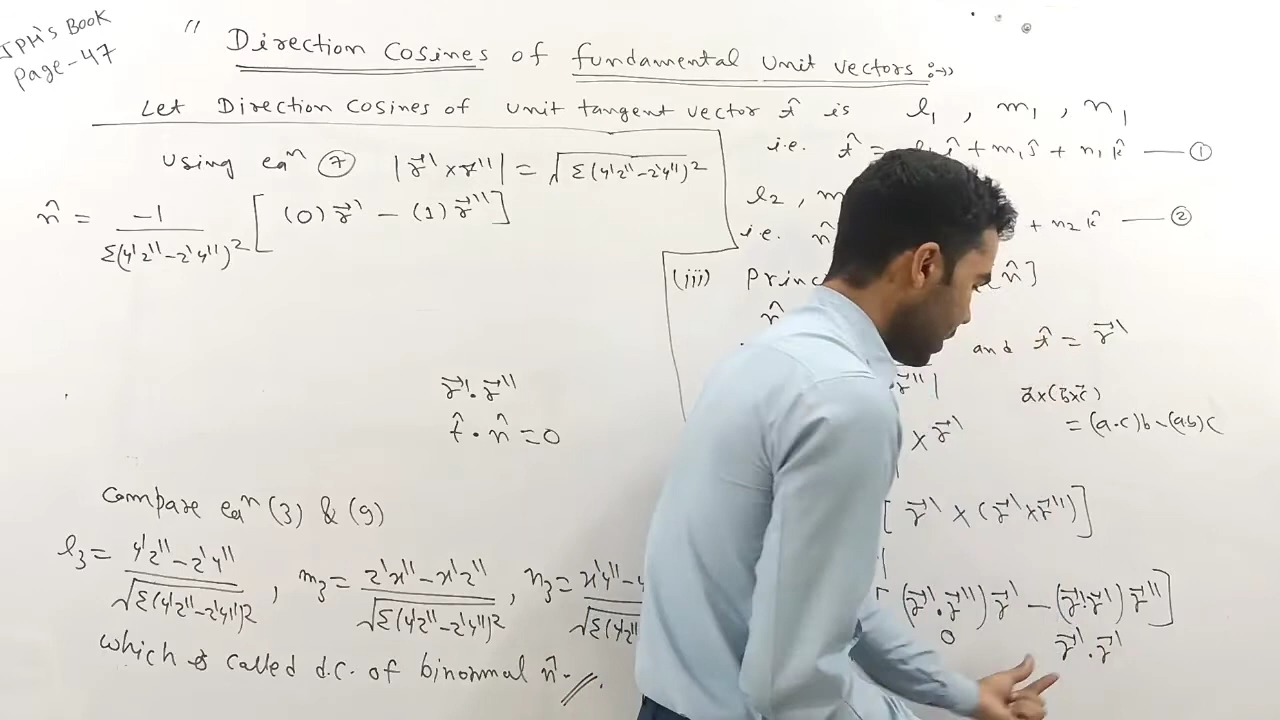 JPH's Book
Page-47
" Direction Cosines of fundamental unit vectors :→
Let Direction cosines of unit tangent vector t̂ is l₁, m₁, n₁
i.e. t̂ = l₁î + m₁ĵ + n₁k̂ — ①
l₂, m
i.e. n̂ + n₂k̂ — ②
using eqⁿ ⑦ |r⃗' × r⃗''| = √Σ(y'z''-z'y'')²
n̂ = -1/Σ(y'z''-z'y'')² [(0)r⃗' - (1)r⃗'']
(iii) Princ [n̂]
n̂
and t̂ = r⃗'
r⃗''|
a⃗×(b⃗×c⃗)
= (a·c)b - (a·b)c
× r⃗'
[r⃗' × (r⃗' × r⃗'')]
[(r⃗'·r⃗'')r⃗' - (r⃗'·r⃗')r⃗'']
0 r⃗'·r⃗'
r⃗'·r⃗''
t̂·n̂ = 0
Compare eqⁿ (3) & (9)
l₃ = y'z''-z'y''/√Σ(y'z''-z'y'')², m₃ = z'x''-x'z''/√Σ(y'z''-z'y'')², n₃ = x'y''-y/√Σ(y'z''
which is called d.c. of binormal n̂.